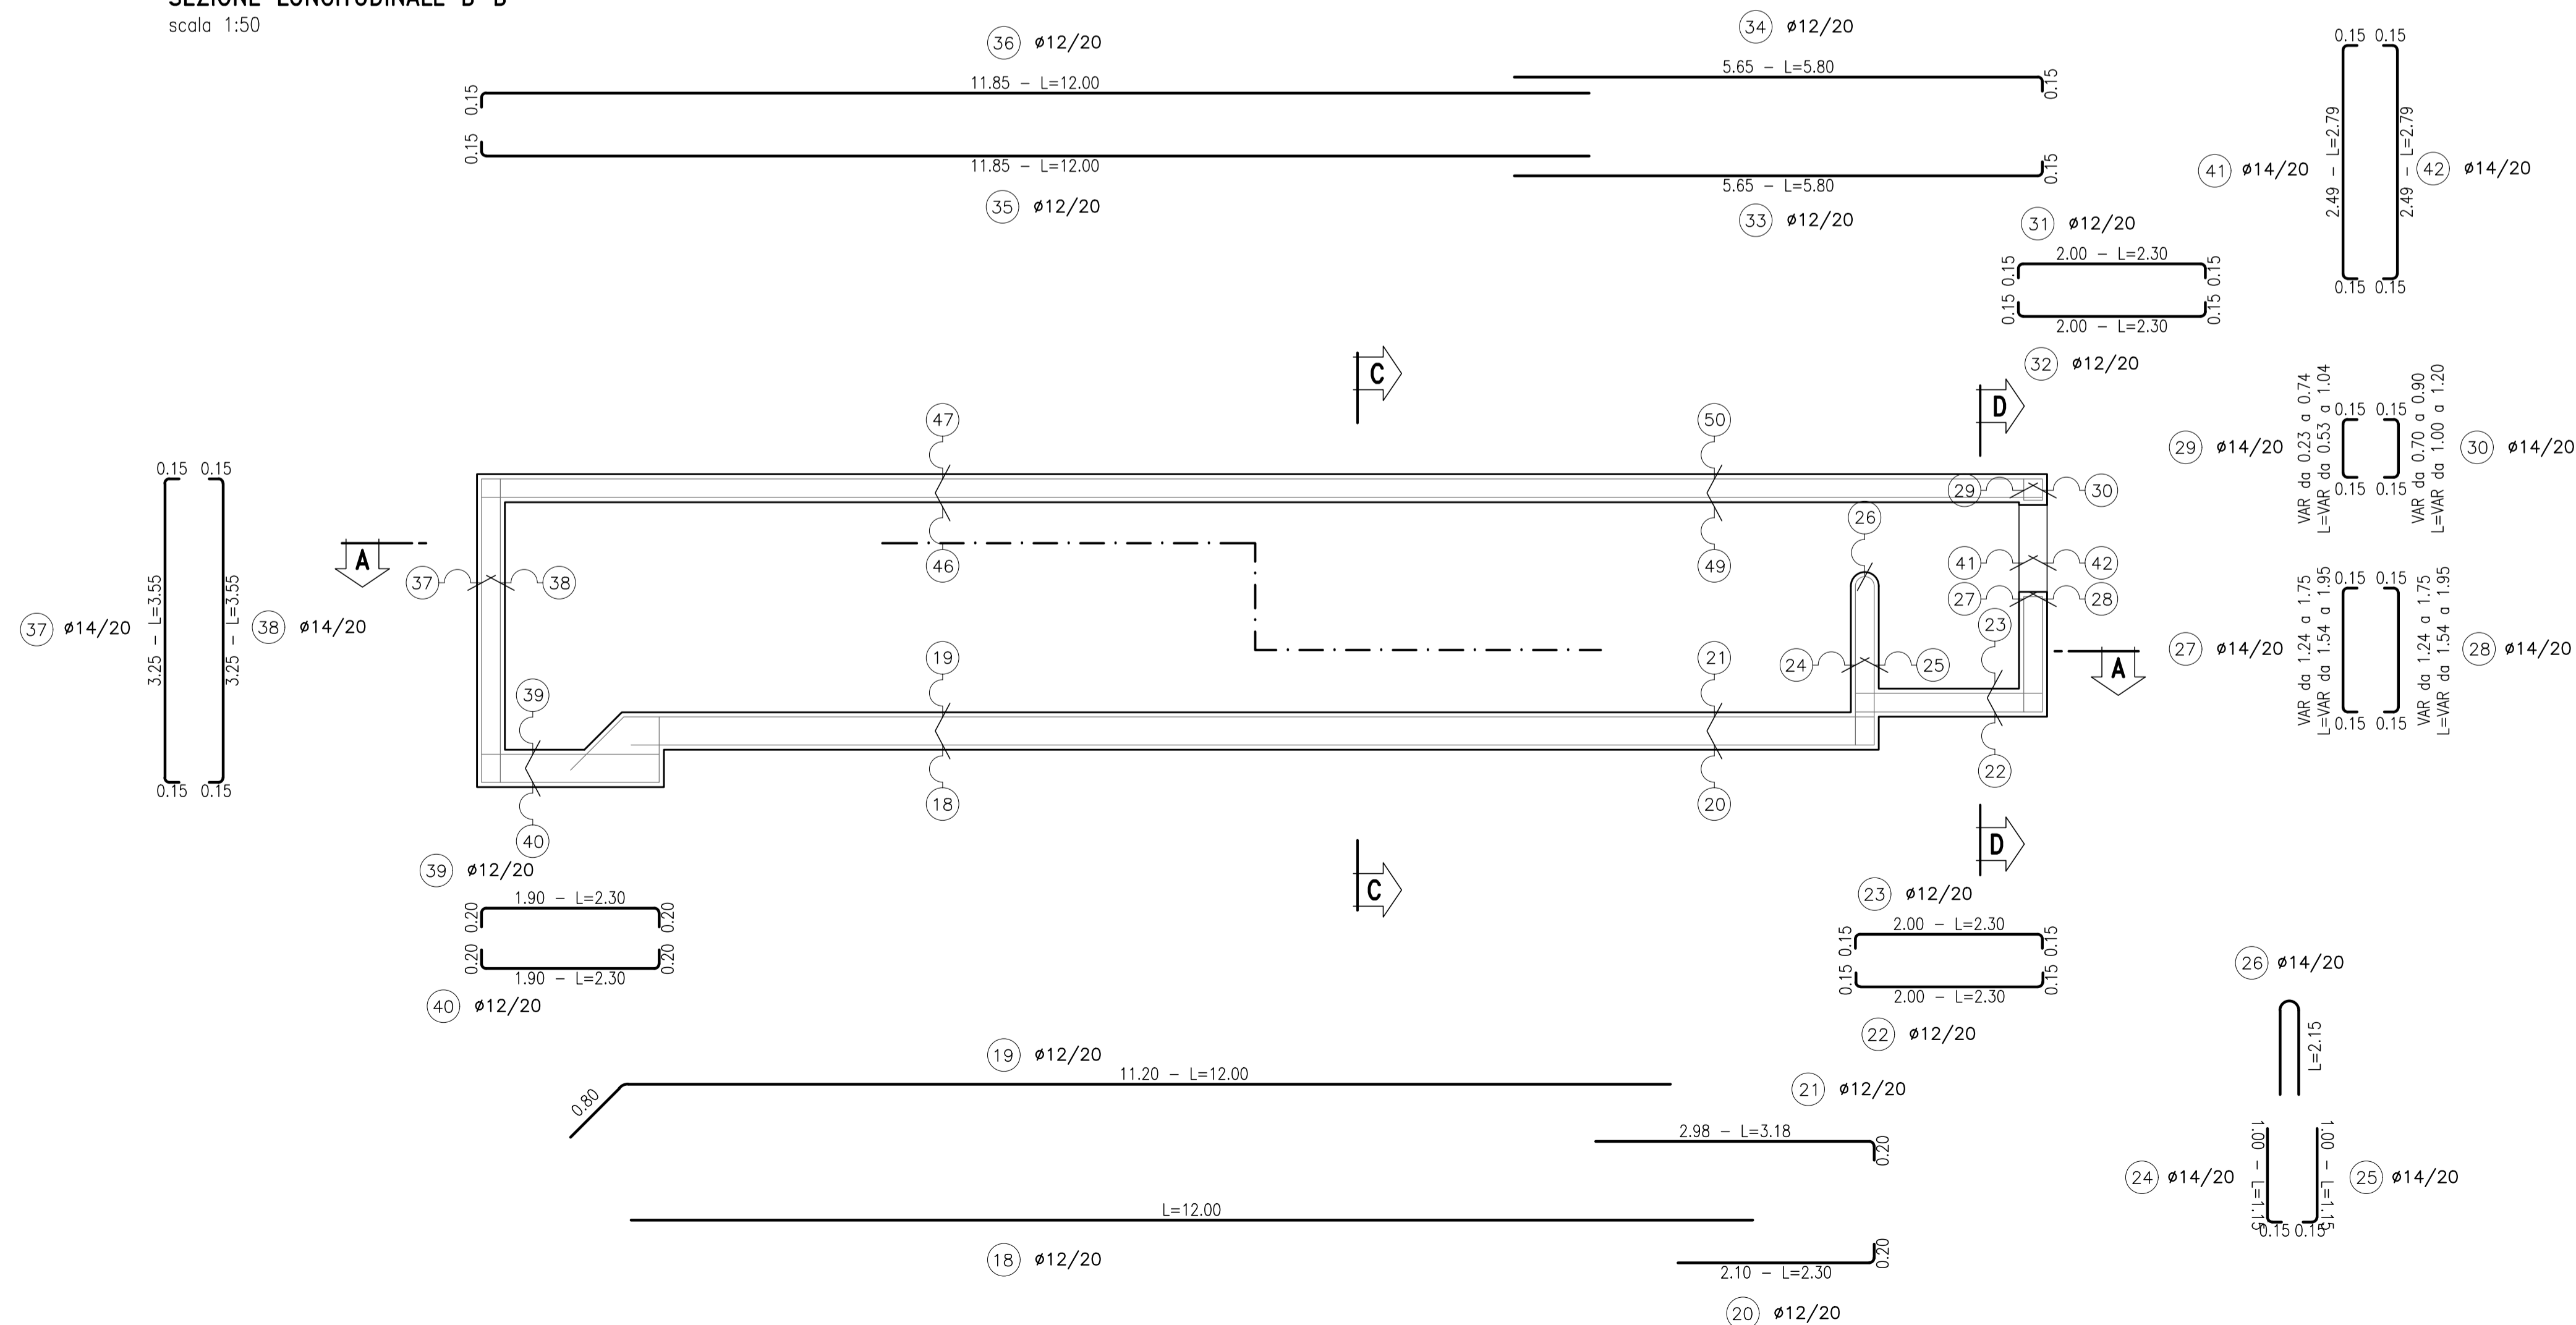 SEZIONE LONGITUDINALE B-B
scala 1:50
36 ø12/20
34 ø12/20
11.85 - L=12.00
5.65 - L=5.80
0.15
0.15
0.15
0.15
11.85 - L=12.00
5.65 - L=5.80
35 ø12/20
33 ø12/20
0.15 0.15
41 ø14/20
2.49 - L=2.79
2.49 - L=2.79
42 ø14/20
0.15 0.15
31 ø12/20
2.00 - L=2.30
0.15
0.15
0.15
0.15
2.00 - L=2.30
32 ø12/20
C
D
47
50
29
30
26
46
49
A
37
38
41
42
27
28
23
19
21
24
25
A
39
18
20
22
40
C
D
29 ø14/20
VAR da 0.23 a 0.74
L=VAR da 0.53 a 1.04
0.15 0.15
0.15 0.15
VAR da 0.70 a 0.90
L=VAR da 1.00 a 1.20
30 ø14/20
27 ø14/20
VAR da 1.24 a 1.75
L=VAR da 1.54 a 1.95
0.15 0.15
0.15 0.15
VAR da 1.24 a 1.75
L=VAR da 1.54 a 1.95
28 ø14/20
0.15 0.15
37 ø14/20
3.25 - L=3.55
3.25 - L=3.55
38 ø14/20
0.15 0.15
39 ø12/20
1.90 - L=2.30
0.20
0.20
0.20
0.20
1.90 - L=2.30
40 ø12/20
23 ø12/20
2.00 - L=2.30
0.15
0.15
0.15
0.15
2.00 - L=2.30
22 ø12/20
26 ø14/20
L=2.15
19 ø12/20
11.20 - L=12.00
0.80
21 ø12/20
2.98 - L=3.18
0.20
24 ø14/20
1.00 - L=1.15
1.00 - L=1.15
25 ø14/20
0.15 0.15
L=12.00
18 ø12/20
0.20
2.10 - L=2.30
20 ø12/20